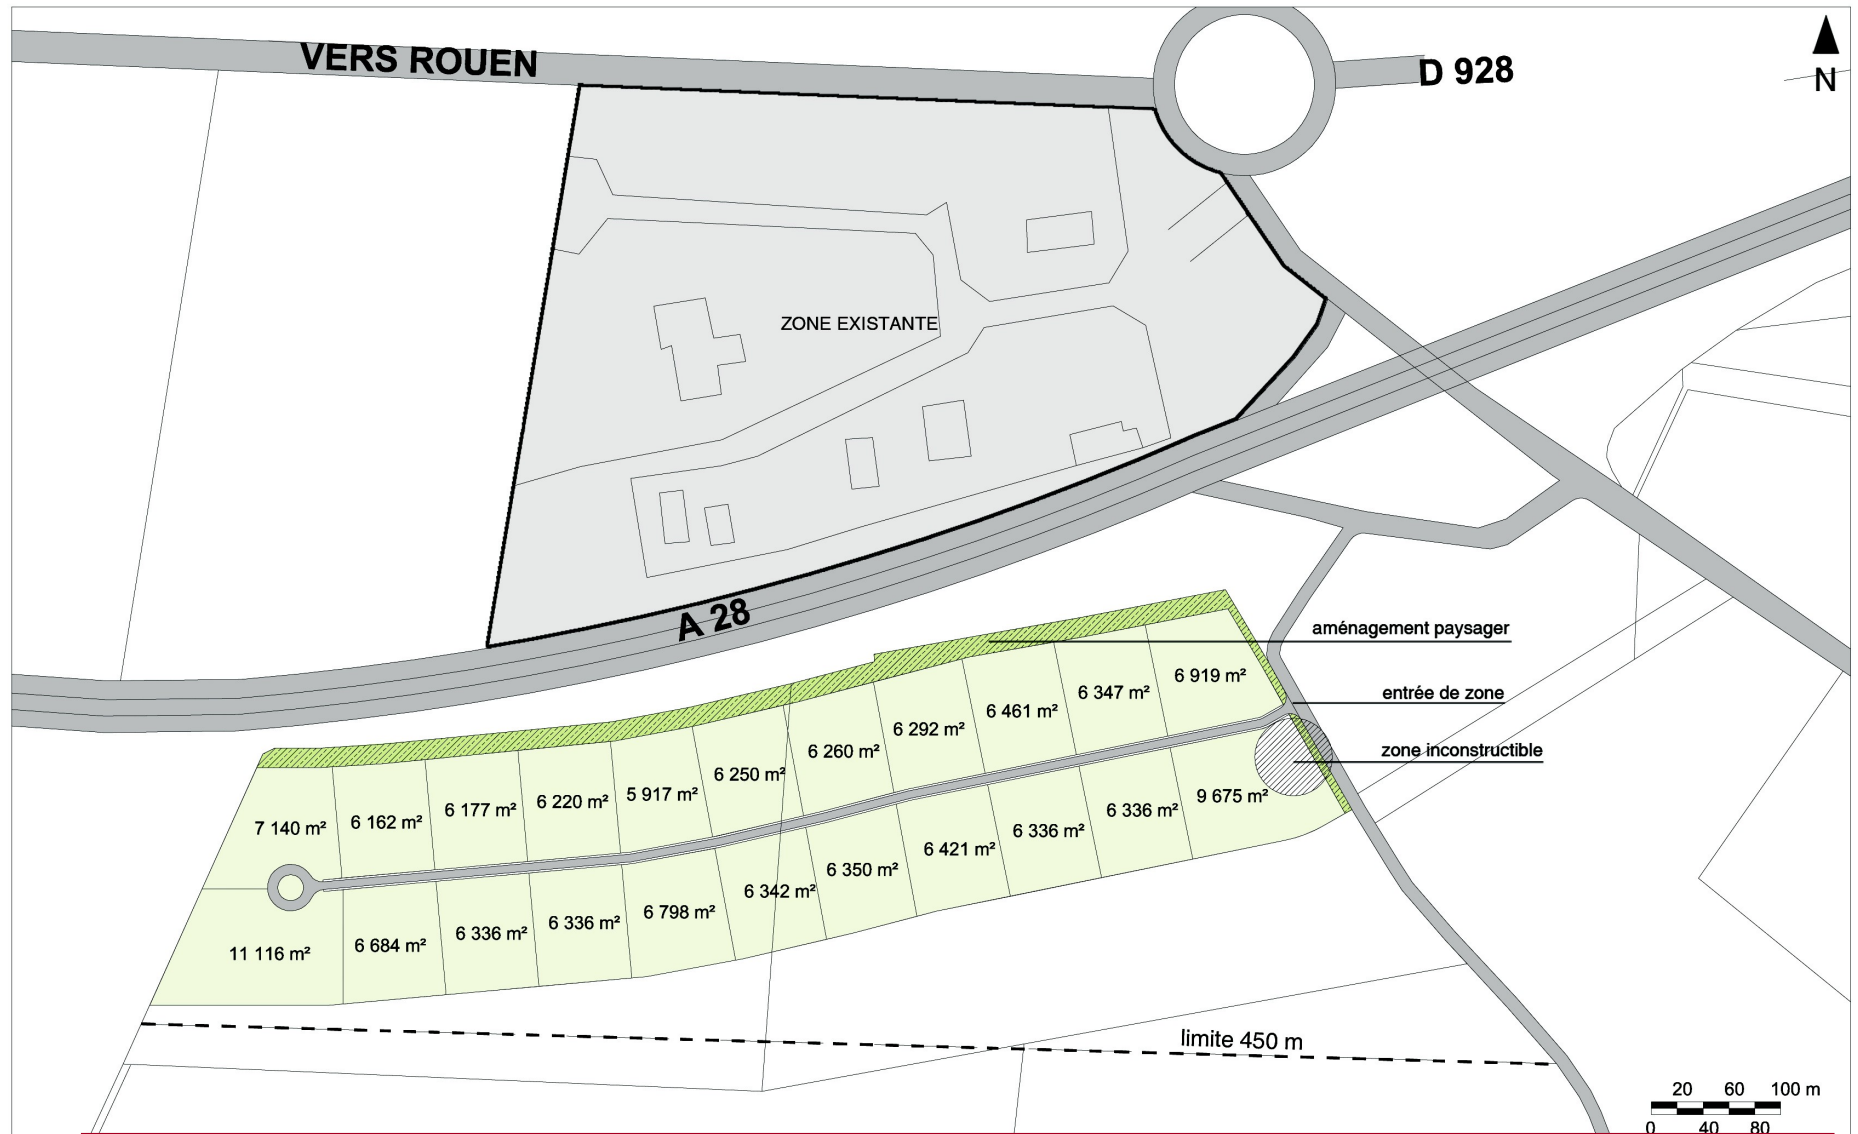 VERS ROUEN
D 928
N
ZONE EXISTANTE
A 28
aménagement paysager
entrée de zone
zone inconstructible
6 919 m²
6 347 m²
6 461 m²
6 292 m²
6 260 m²
6 250 m²
5 917 m²
6 220 m²
6 177 m²
6 162 m²
7 140 m²
9 675 m²
6 336 m²
6 336 m²
6 421 m²
6 350 m²
6 342 m²
6 798 m²
6 336 m²
6 336 m²
6 684 m²
11 116 m²
limite 450 m
20 60 100 m
0 40 80